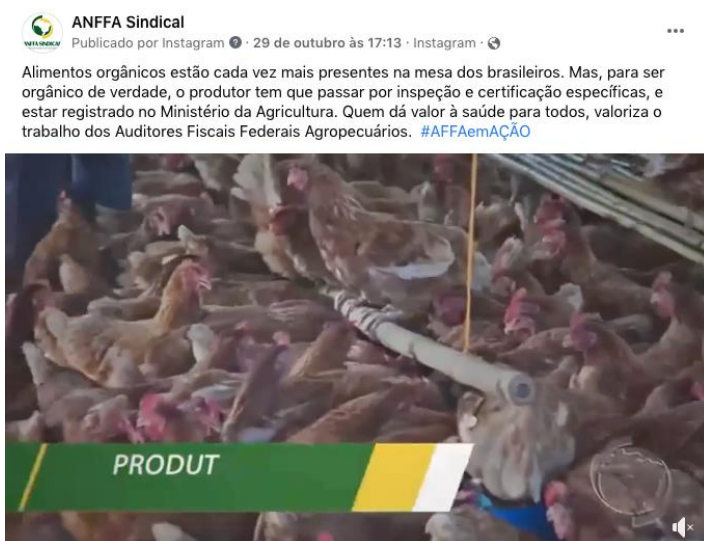 ANFFA Sindical
Publicado por Instagram · 29 de outubro às 17:13 · Instagram ·
Alimentos orgânicos estão cada vez mais presentes na mesa dos brasileiros. Mas, para ser
orgânico de verdade, o produtor tem que passar por inspeção e certificação específicas, e
estar registrado no Ministério da Agricultura. Quem dá valor à saúde para todos, valoriza o
trabalho dos Auditores Fiscais Federais Agropecuários. #AFFAemAÇÃO
PRODUT